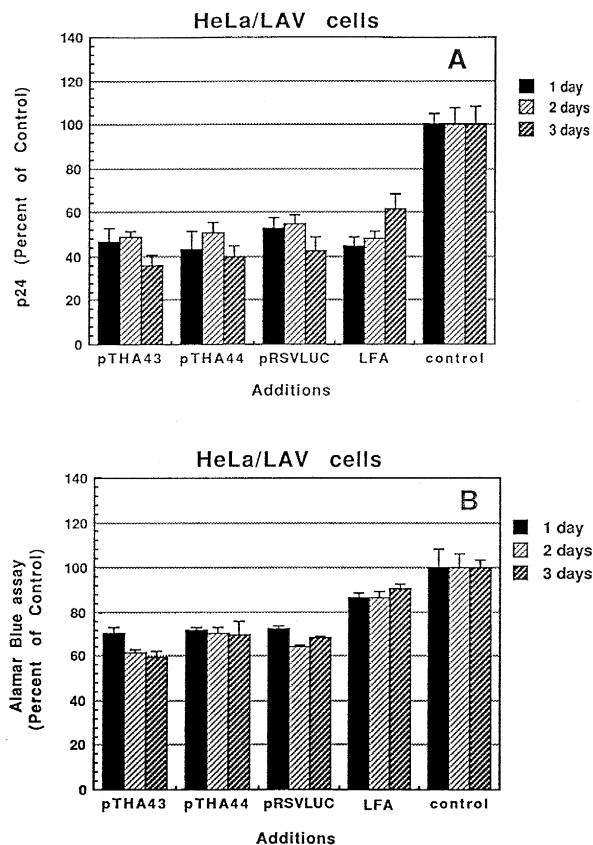 HeLa/LAV cells
A
p24 (Percent of Control)
140
120
100
80
60
40
20
0
1 day
2 days
3 days
pTHA43 pTHA44 pRSVLUC LFA control
Additions
HeLa/LAV cells
B
Alamar Blue assay
(Percent of Control)
140
120
100
80
60
40
20
0
1 day
2 days
3 days
pTHA43 pTHA44 pRSVLUC LFA control
Additions